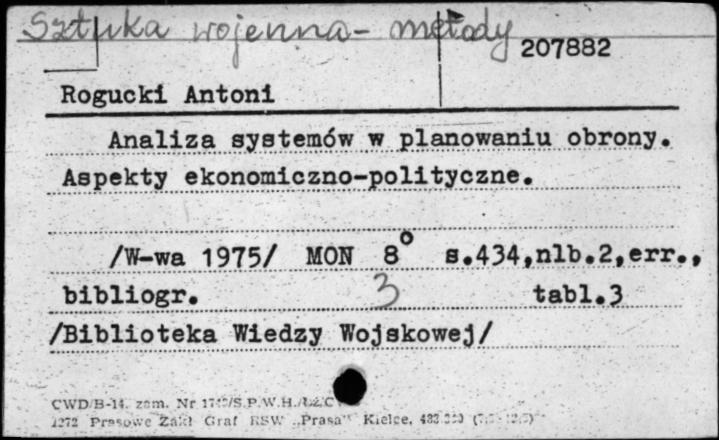 Sztuka wojenna - metody
207882
Rogucki Antoni
Analiza systemów w planowaniu obrony.
Aspekty ekonomiczno-polityczne.
/W-wa 1975/ MON 8° s.434,nlb.2,err.,
bibliogr. 3 tabl.3
/Biblioteka Wiedzy Wojskowej/
CWD/B-14. zam. Nr
Prasowe Zakł Graf RSW „Prasa" Kielce,